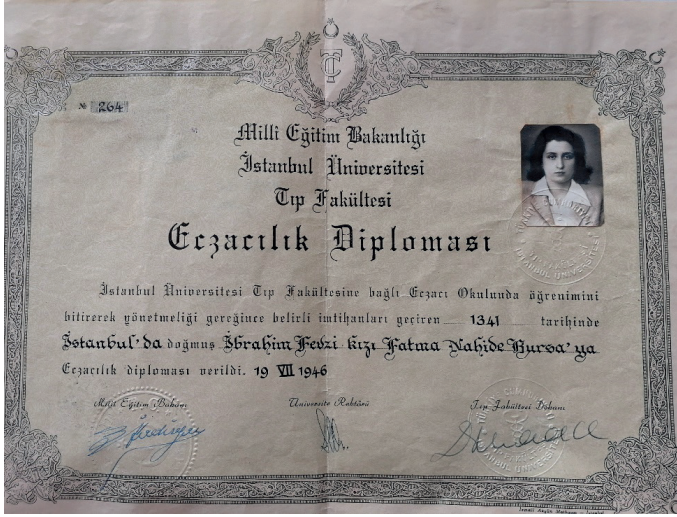 TC
№ 264
Millî Eğitim Bakanlığı
İstanbul Üniversitesi
Tıp Fakültesi
Eczacılık Diploması
İstanbul Üniversitesi Tıp Fakültesine bağlı Eczacı Okulunda öğrenimini
bitirerek yönetmeliği gereğince belirli imtihanları geçiren 1341 tarihinde
İstanbul'da doğmuş İbrahim Fevzi kızı Fatma Nahide Bursa'ya
Eczacılık diploması verildi. 19 VII 1946
Millî Eğitim Bakanı Üniversite Rektörü Tıp Fakültesi Dekanı